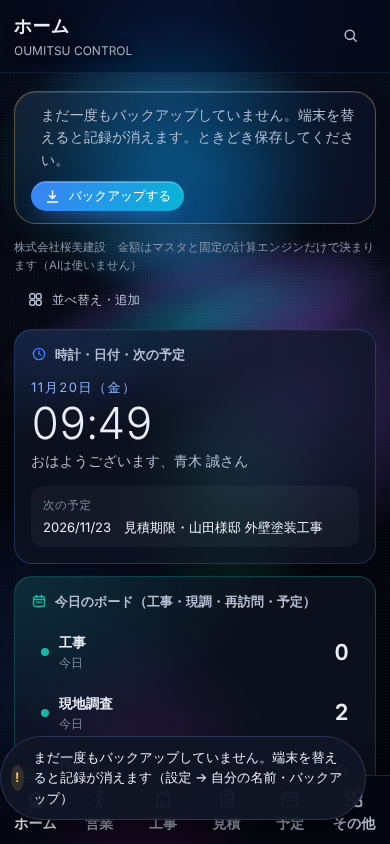 ホーム
OUMITSU CONTROL
まだ一度もバックアップしていません。端末を替
えると記録が消えます。ときどき保存してくださ
い。
バックアップする
株式会社桜美建設　金額はマスタと固定の計算エンジンだけで決まり
ます（AIは使いません）
並べ替え・追加
時計・日付・次の予定
11月20日（金）
09:49
おはようございます、青木 誠さん
次の予定
2026/11/23　見積期限・山田様邸 外壁塗装工事
今日のボード（工事・現調・再訪問・予定）
工事
今日
0
現地調査
今日
2
!
まだ一度もバックアップしていません。端末を替え
ると記録が消えます（設定 → 自分の名前・バックア
ップ）
ホーム 営業 工事 見積 予定 その他